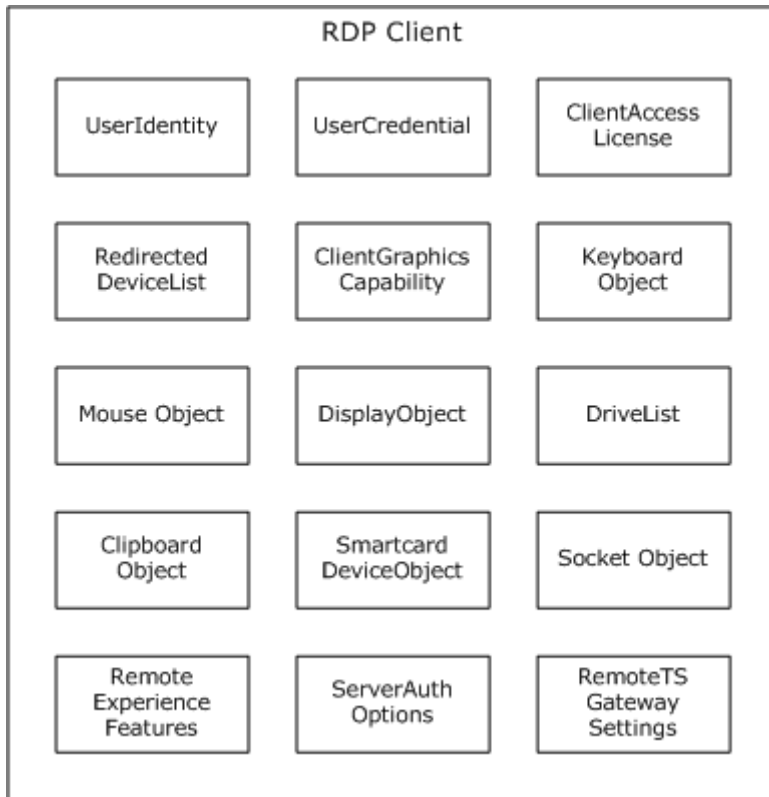 RDP Client
UserIdentity
UserCredential
ClientAccess
License
Redirected
DeviceList
ClientGraphics
Capability
Keyboard
Object
Mouse Object
DisplayObject
DriveList
Clipboard
Object
Smartcard
DeviceObject
Socket Object
Remote
Experience
Features
ServerAuth
Options
RemoteTS
Gateway
Settings